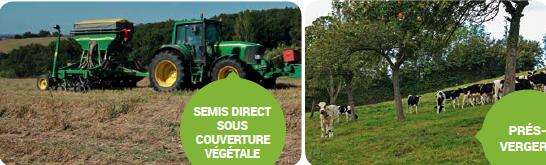 SEMIS DIRECT
SOUS
COUVERTURE
VÉGÉTALE
PRÉS-
VERGER